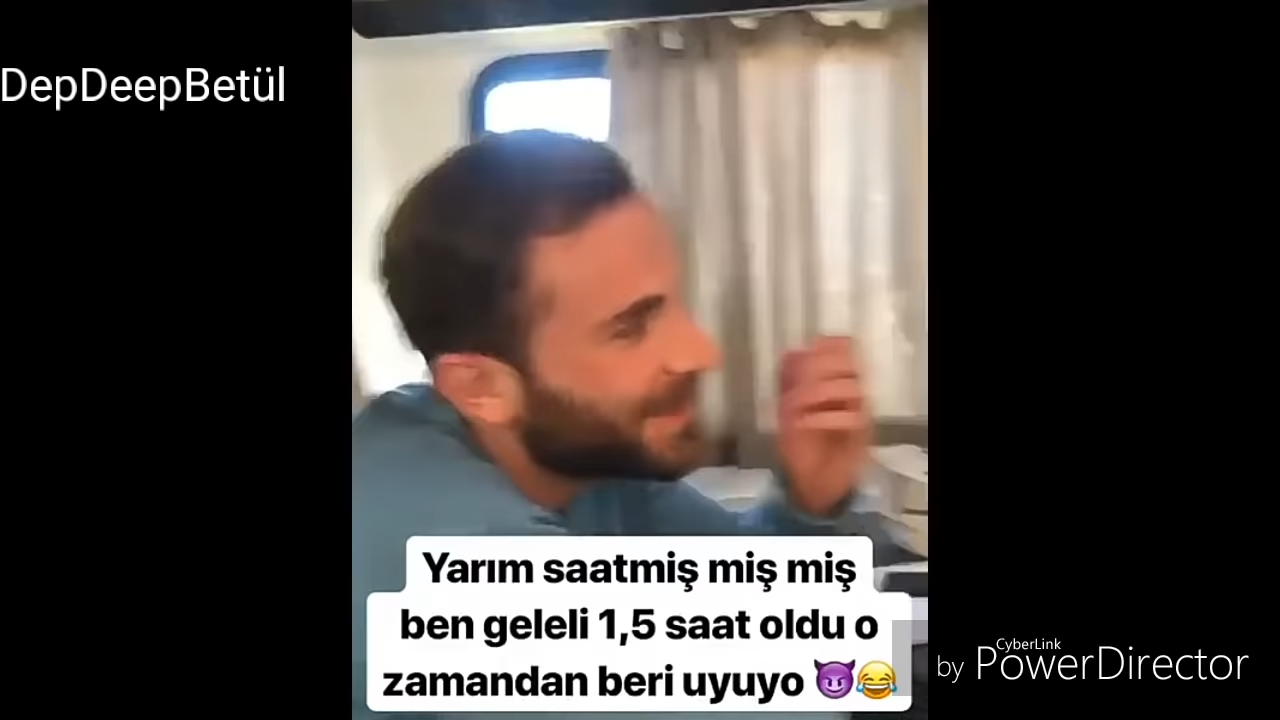 DepDeepBetül
Yarım saatmiş miş miş
ben geleli 1,5 saat oldu o
zamandan beri uyuyo 😈😂
CyberLink
by PowerDirector